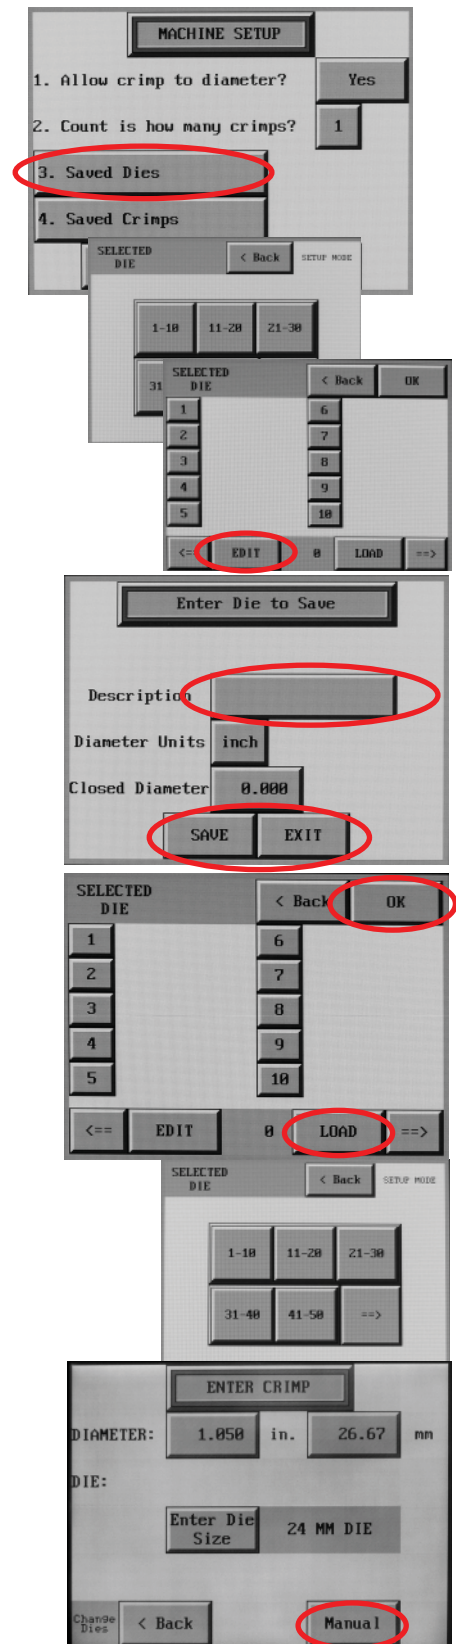 MACHINE SETUP
1. Allow crimp to diameter? Yes
2. Count is how many crimps? 1
3. Saved Dies
4. Saved Crimps
SELECTED DIE < Back SETUP MODE
1-10 11-20 21-30
31
SELECTED DIE < Back OK
1 6
2 7
3 8
4 9
5 10
<= EDIT 0 LOAD ==>
Enter Die to Save
Description
Diameter Units inch
Closed Diameter 0.000
SAVE EXIT
SELECTED DIE < Back OK
1 6
2 7
3 8
4 9
5 10
<== EDIT 0 LOAD ==>
SELECTED DIE < Back SETUP MODE
1-10 11-20 21-30
31-40 41-50 ==>
ENTER CRIMP
DIAMETER: 1.050 in. 26.67 mm
DIE:
Enter Die Size 24 MM DIE
Change Dies < Back Manual